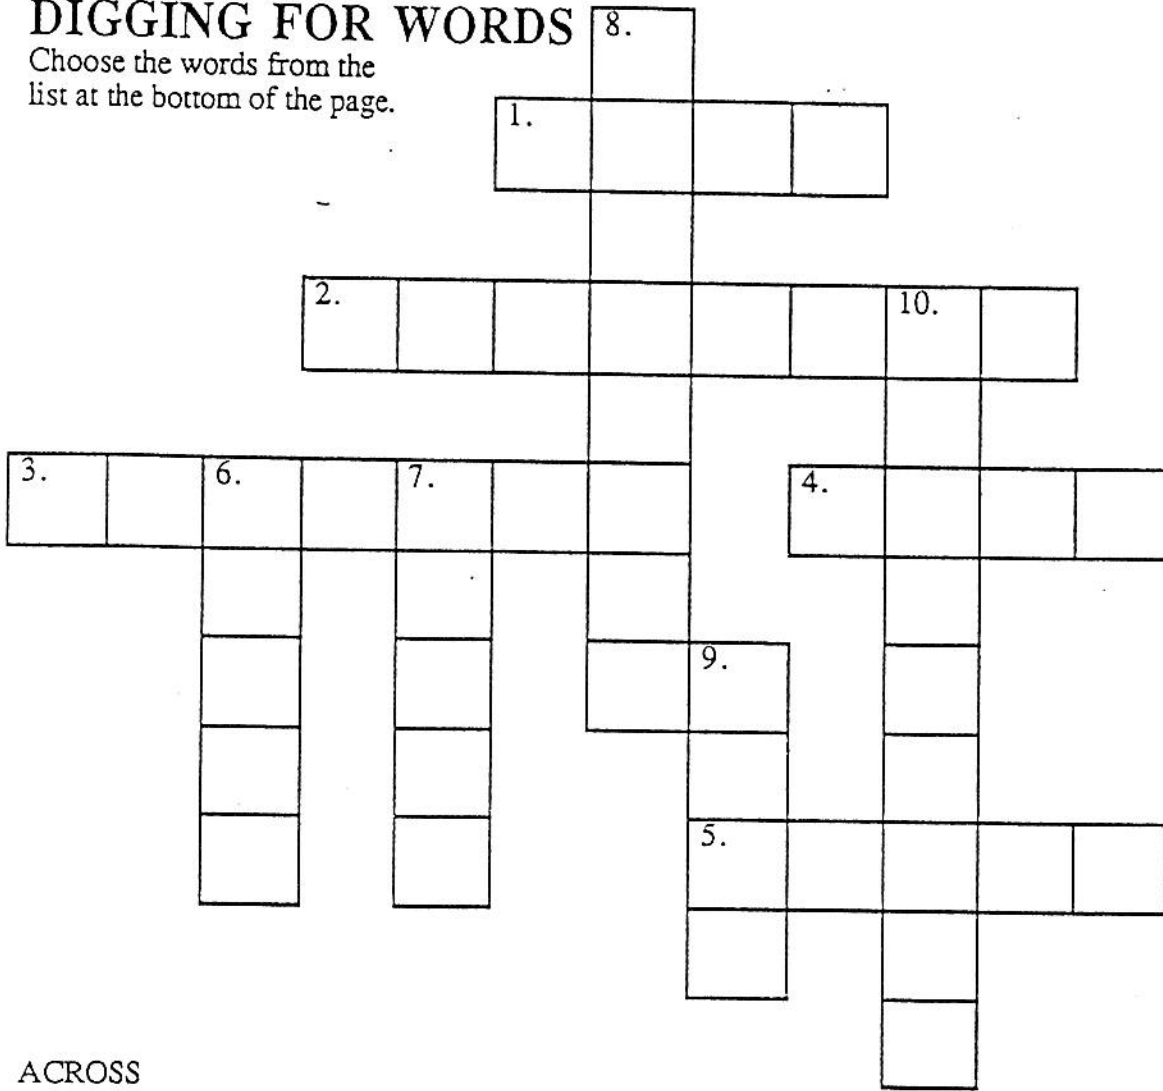 DIGGING FOR WORDS
Choose the words from the
list at the bottom of the page.
8.
1.
2.
10.
3.
6.
7.
4.
9.
5.
ACROSS